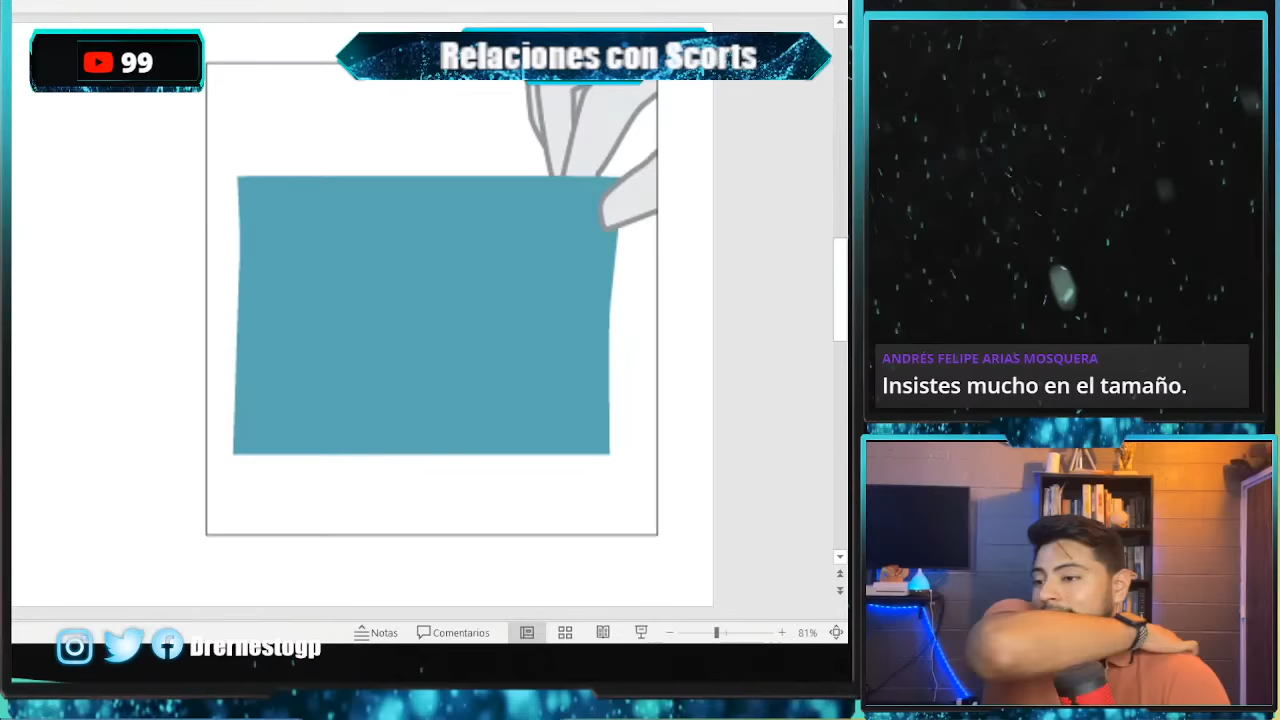 99
Relaciones con Scorts
ANDRÉS FELIPE ARIAS MOSQUERA
Insistes mucho en el tamaño.
Notas
Comentarios
81%
Drernestogp